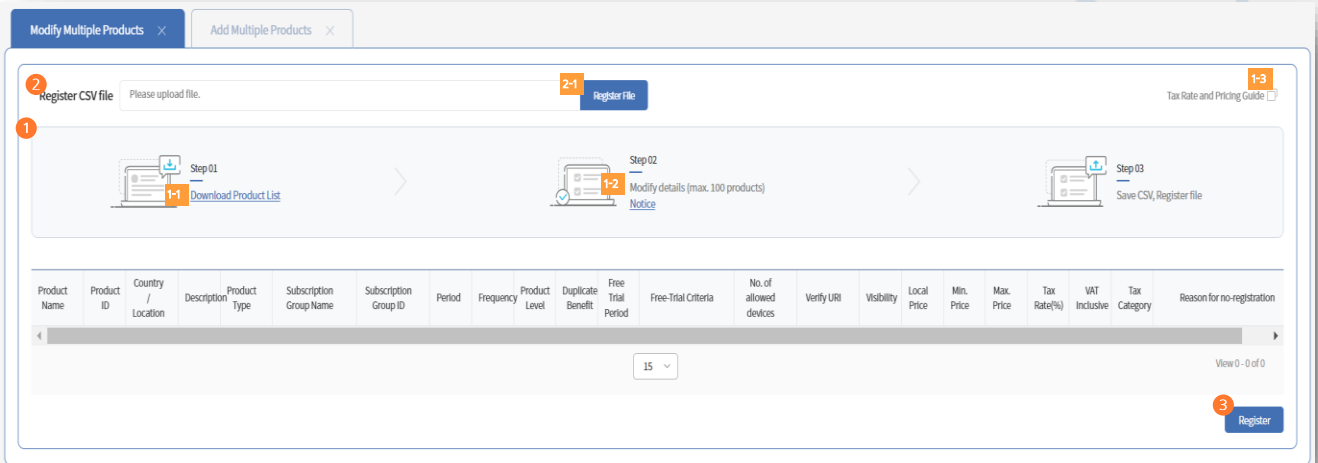 Modify Multiple Products X
Add Multiple Products X
2
Register CSV file
Please upload file.
2-1
Register File
1-3
Tax Rate and Pricing Guide
1
Step 01
1-1
Download Product List
Step 02
1-2
Modify details (max. 100 products)
Notice
Step 03
Save CSV, Register file
Product
Name
Product
ID
Country
/
Location
Description
Product
Type
Subscription
Group Name
Subscription
Group ID
Period
Frequency
Product
Level
Duplicate
Benefit
Free
Trial
Period
Free-Trial Criteria
No. of
allowed
devices
Verify URI
Visibility
Local
Price
Min.
Price
Max.
Price
Tax
Rate(%)
VAT
Inclusive
Tax
Category
Reason for no-registration
15
View 0 - 0 of 0
3
Register